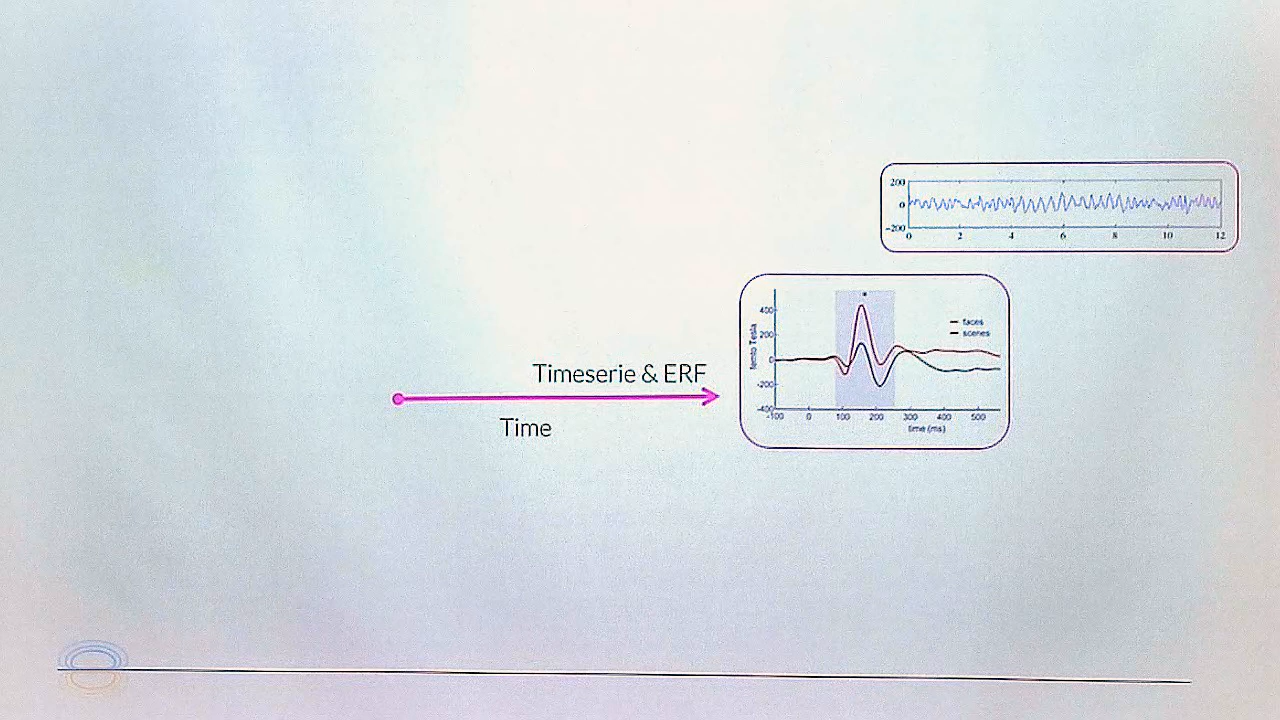 200
0
-200
0 2 4 6 8 10 12
*
400
200
0
-200
-400
femto Tesla
faces
scenes
-100 0 100 200 300 400 500
time (ms)
Timeserie & ERF
Time